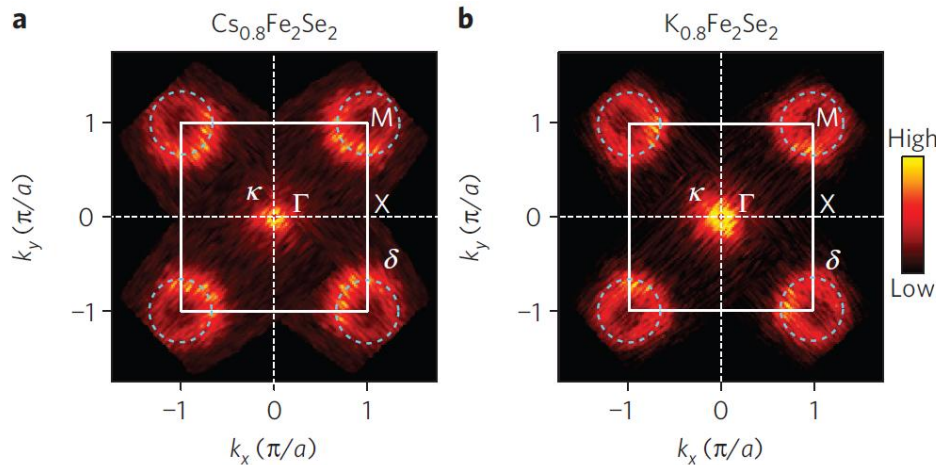 a
Cs0.8Fe2Se2
1
0
−1
−1
0
1
ky (π/a)
kx (π/a)
M
κ
Γ
X
δ
b
K0.8Fe2Se2
1
0
−1
−1
0
1
ky (π/a)
kx (π/a)
M
κ
Γ
X
δ
High
Low